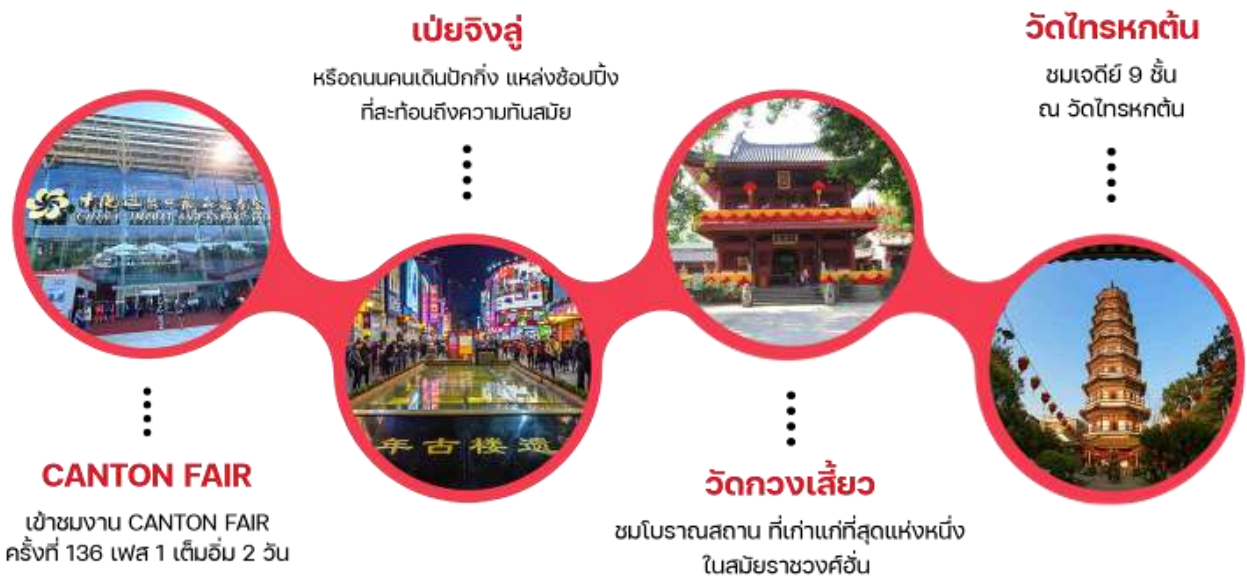 เป่ยจิงลู่
หรือถนนคนเดินปักกิ่ง แหล่งช้อปปิ้ง
ที่สะท้อนถึงความทันสมัย
วัดไทรหกต้น
ชมเจดีย์ 9 ชั้น
ณ วัดไทรหกต้น
年古楼遗
CANTON FAIR
เข้าชมงาน CANTON FAIR
ครั้งที่ 136 เฟส 1 เต็มอิ่ม 2 วัน
วัดกวงเสี้ยว
ชมโบราณสถาน ที่เก่าแก่ที่สุดแห่งหนึ่ง
ในสมัยราชวงศ์ฮั่น